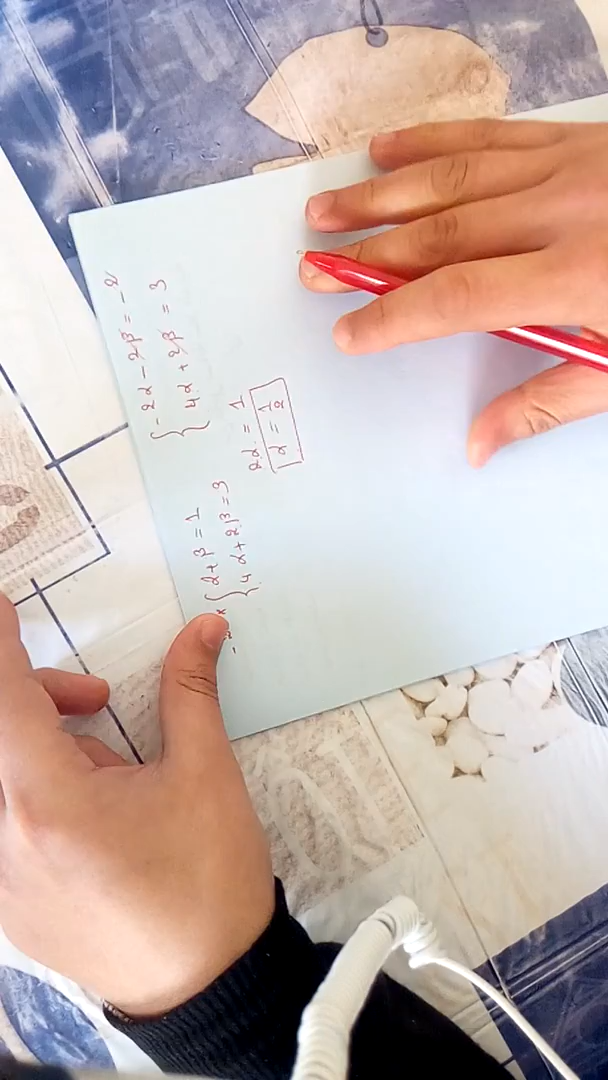 -2 × { α + β = 1
4α + 2β = 3
{ -2α - 2β = -2
4α + 2β = 3
2α = 1
α = 1/2